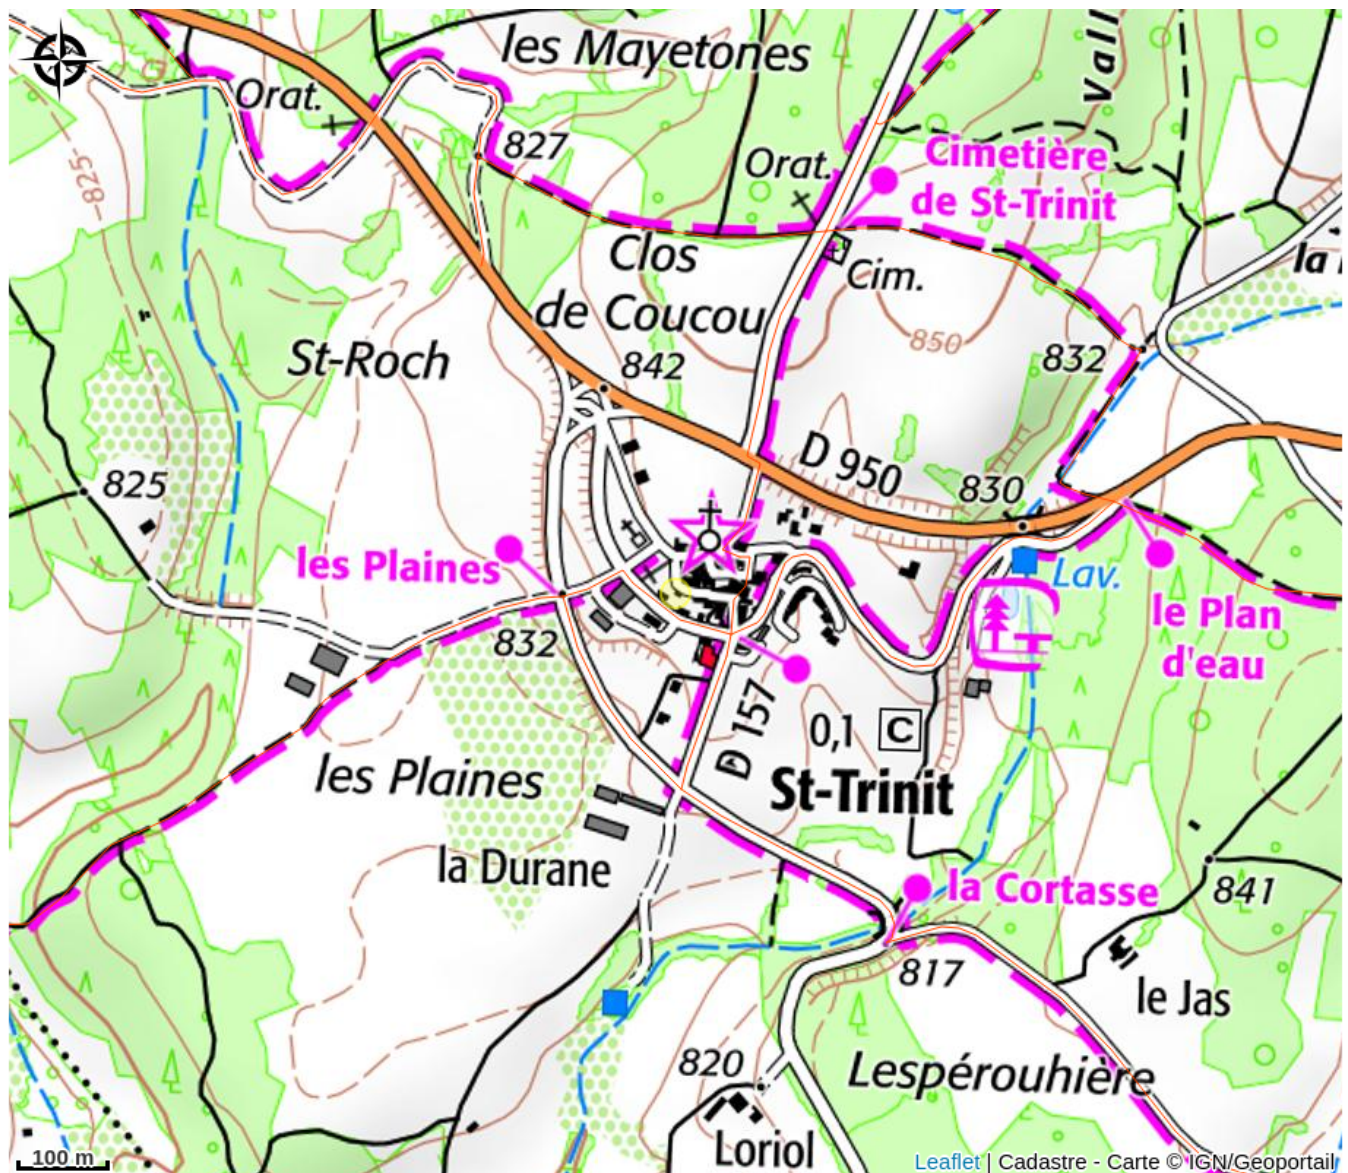 les Mayetones
Vall
Orat.
827
Orat.
Cimetière
de St-Trinit
825
Clos
de Coucou
Cim.
la
850
St-Roch
842
832
825
D 950
830
les Plaines
Lav.
832
le Plan
d'eau
D 157
0,1 C
St-Trinit
les Plaines
la Durane
la Cortasse
841
817
le Jas
820
Lespérouhière
Loriol
100 m
Leaflet | Cadastre - Carte © IGN/Geoportail